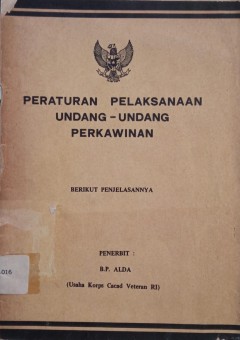 PERATURAN PELAKSANAAN
UNDANG-UNDANG
PERKAWINAN
BERIKUT PENJELASANNYA
PENERBIT :
B.P. ALDA
(Usaha Korps Cacad Veteran RI)